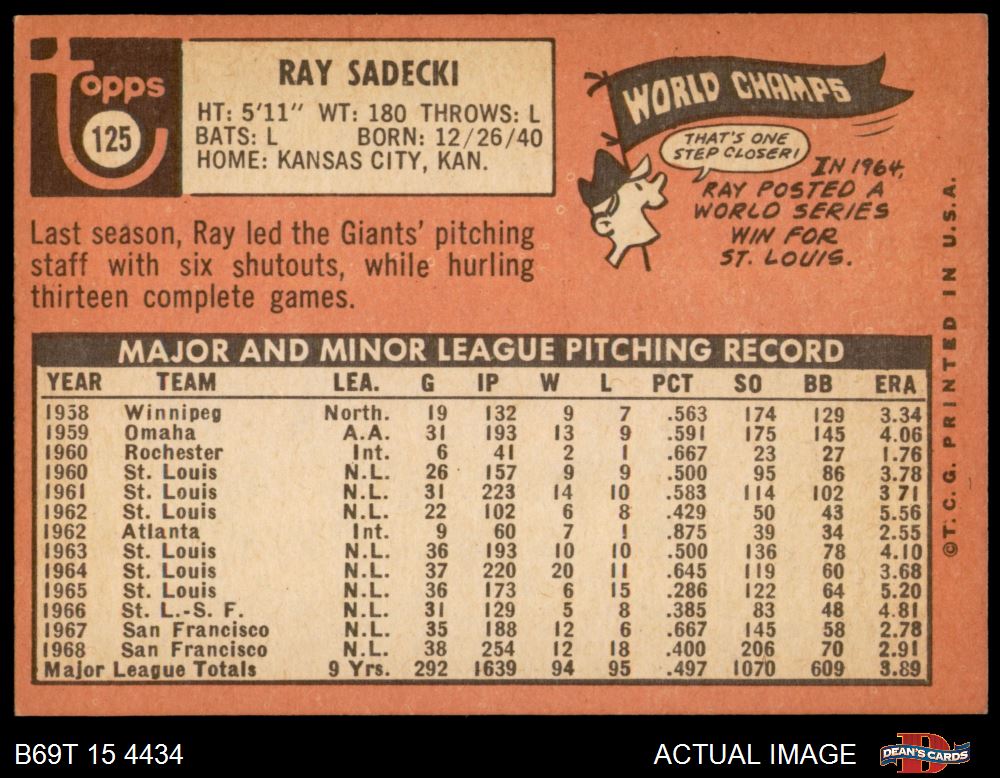 topps
125
RAY SADECKI
HT: 5'11" WT: 180 THROWS: L
BATS: L BORN: 12/26/40
HOME: KANSAS CITY, KAN.
WORLD CHAMPS
THAT'S ONE
STEP CLOSER!
IN 1964,
RAY POSTED A
WORLD SERIES
WIN FOR
ST. LOUIS.
Last season, Ray led the Giants' pitching
staff with six shutouts, while hurling
thirteen complete games.
MAJOR AND MINOR LEAGUE PITCHING RECORD
YEAR TEAM LEA. G IP W L PCT SO BB ERA
1958 Winnipeg North. 19 132 9 7 .563 174 129 3.34
1959 Omaha A.A. 31 193 13 9 .591 175 145 4.06
1960 Rochester Int. 6 41 2 1 .667 23 27 1.76
1960 St. Louis N.L. 26 157 9 9 .500 95 86 3.78
1961 St. Louis N.L. 31 223 14 10 .583 114 102 3 71
1962 St. Louis N.L. 22 102 6 8 .429 50 43 5.56
1962 Atlanta Int. 9 60 7 1 .875 39 34 2.55
1963 St. Louis N.L. 36 193 10 10 .500 136 78 4.10
1964 St. Louis N.L. 37 220 20 11 .645 119 60 3.68
1965 St. Louis N.L. 36 173 6 15 .286 122 64 5.20
1966 St. L.-S. F. N.L. 31 129 5 8 .385 83 48 4.81
1967 San Francisco N.L. 35 188 12 6 .667 145 58 2.78
1968 San Francisco N.L. 38 254 12 18 .400 206 70 2.91
Major League Totals 9 Yrs. 292 1639 94 95 .497 1070 609 3.89
©T. C. G. PRINTED IN U.S.A.
B69T 15 4434
ACTUAL IMAGE
DEAN'S CARDS